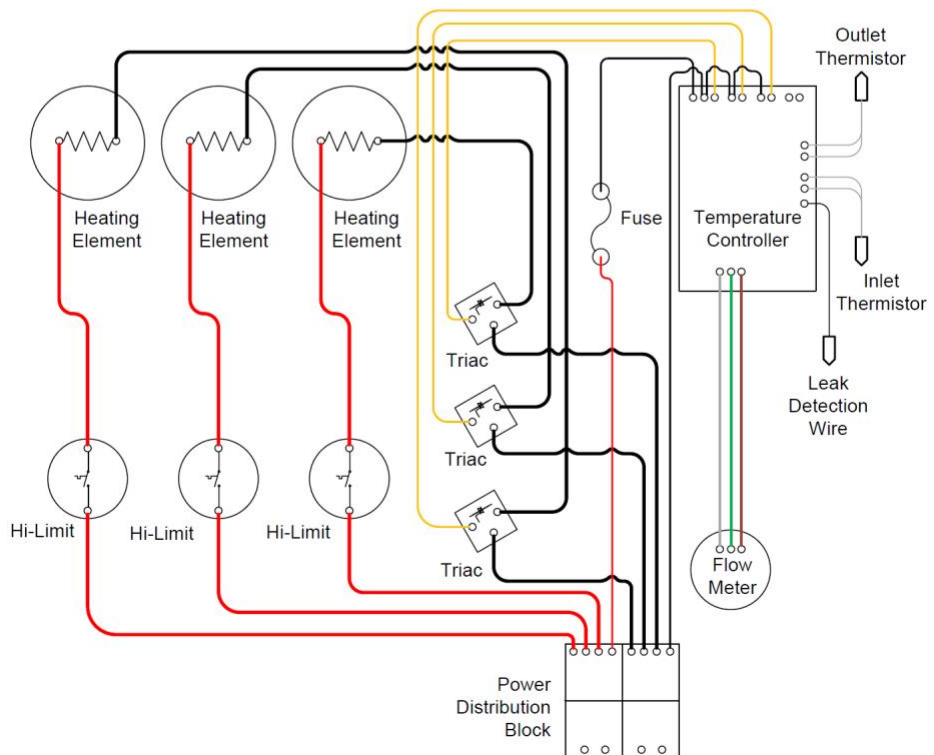 Outlet
Thermistor
Heating
Element
Heating
Element
Heating
Element
Fuse
Temperature
Controller
Inlet
Thermistor
Triac
Leak
Detection
Wire
Triac
Hi-Limit
Hi-Limit
Hi-Limit
Triac
Flow
Meter
Power
Distribution
Block